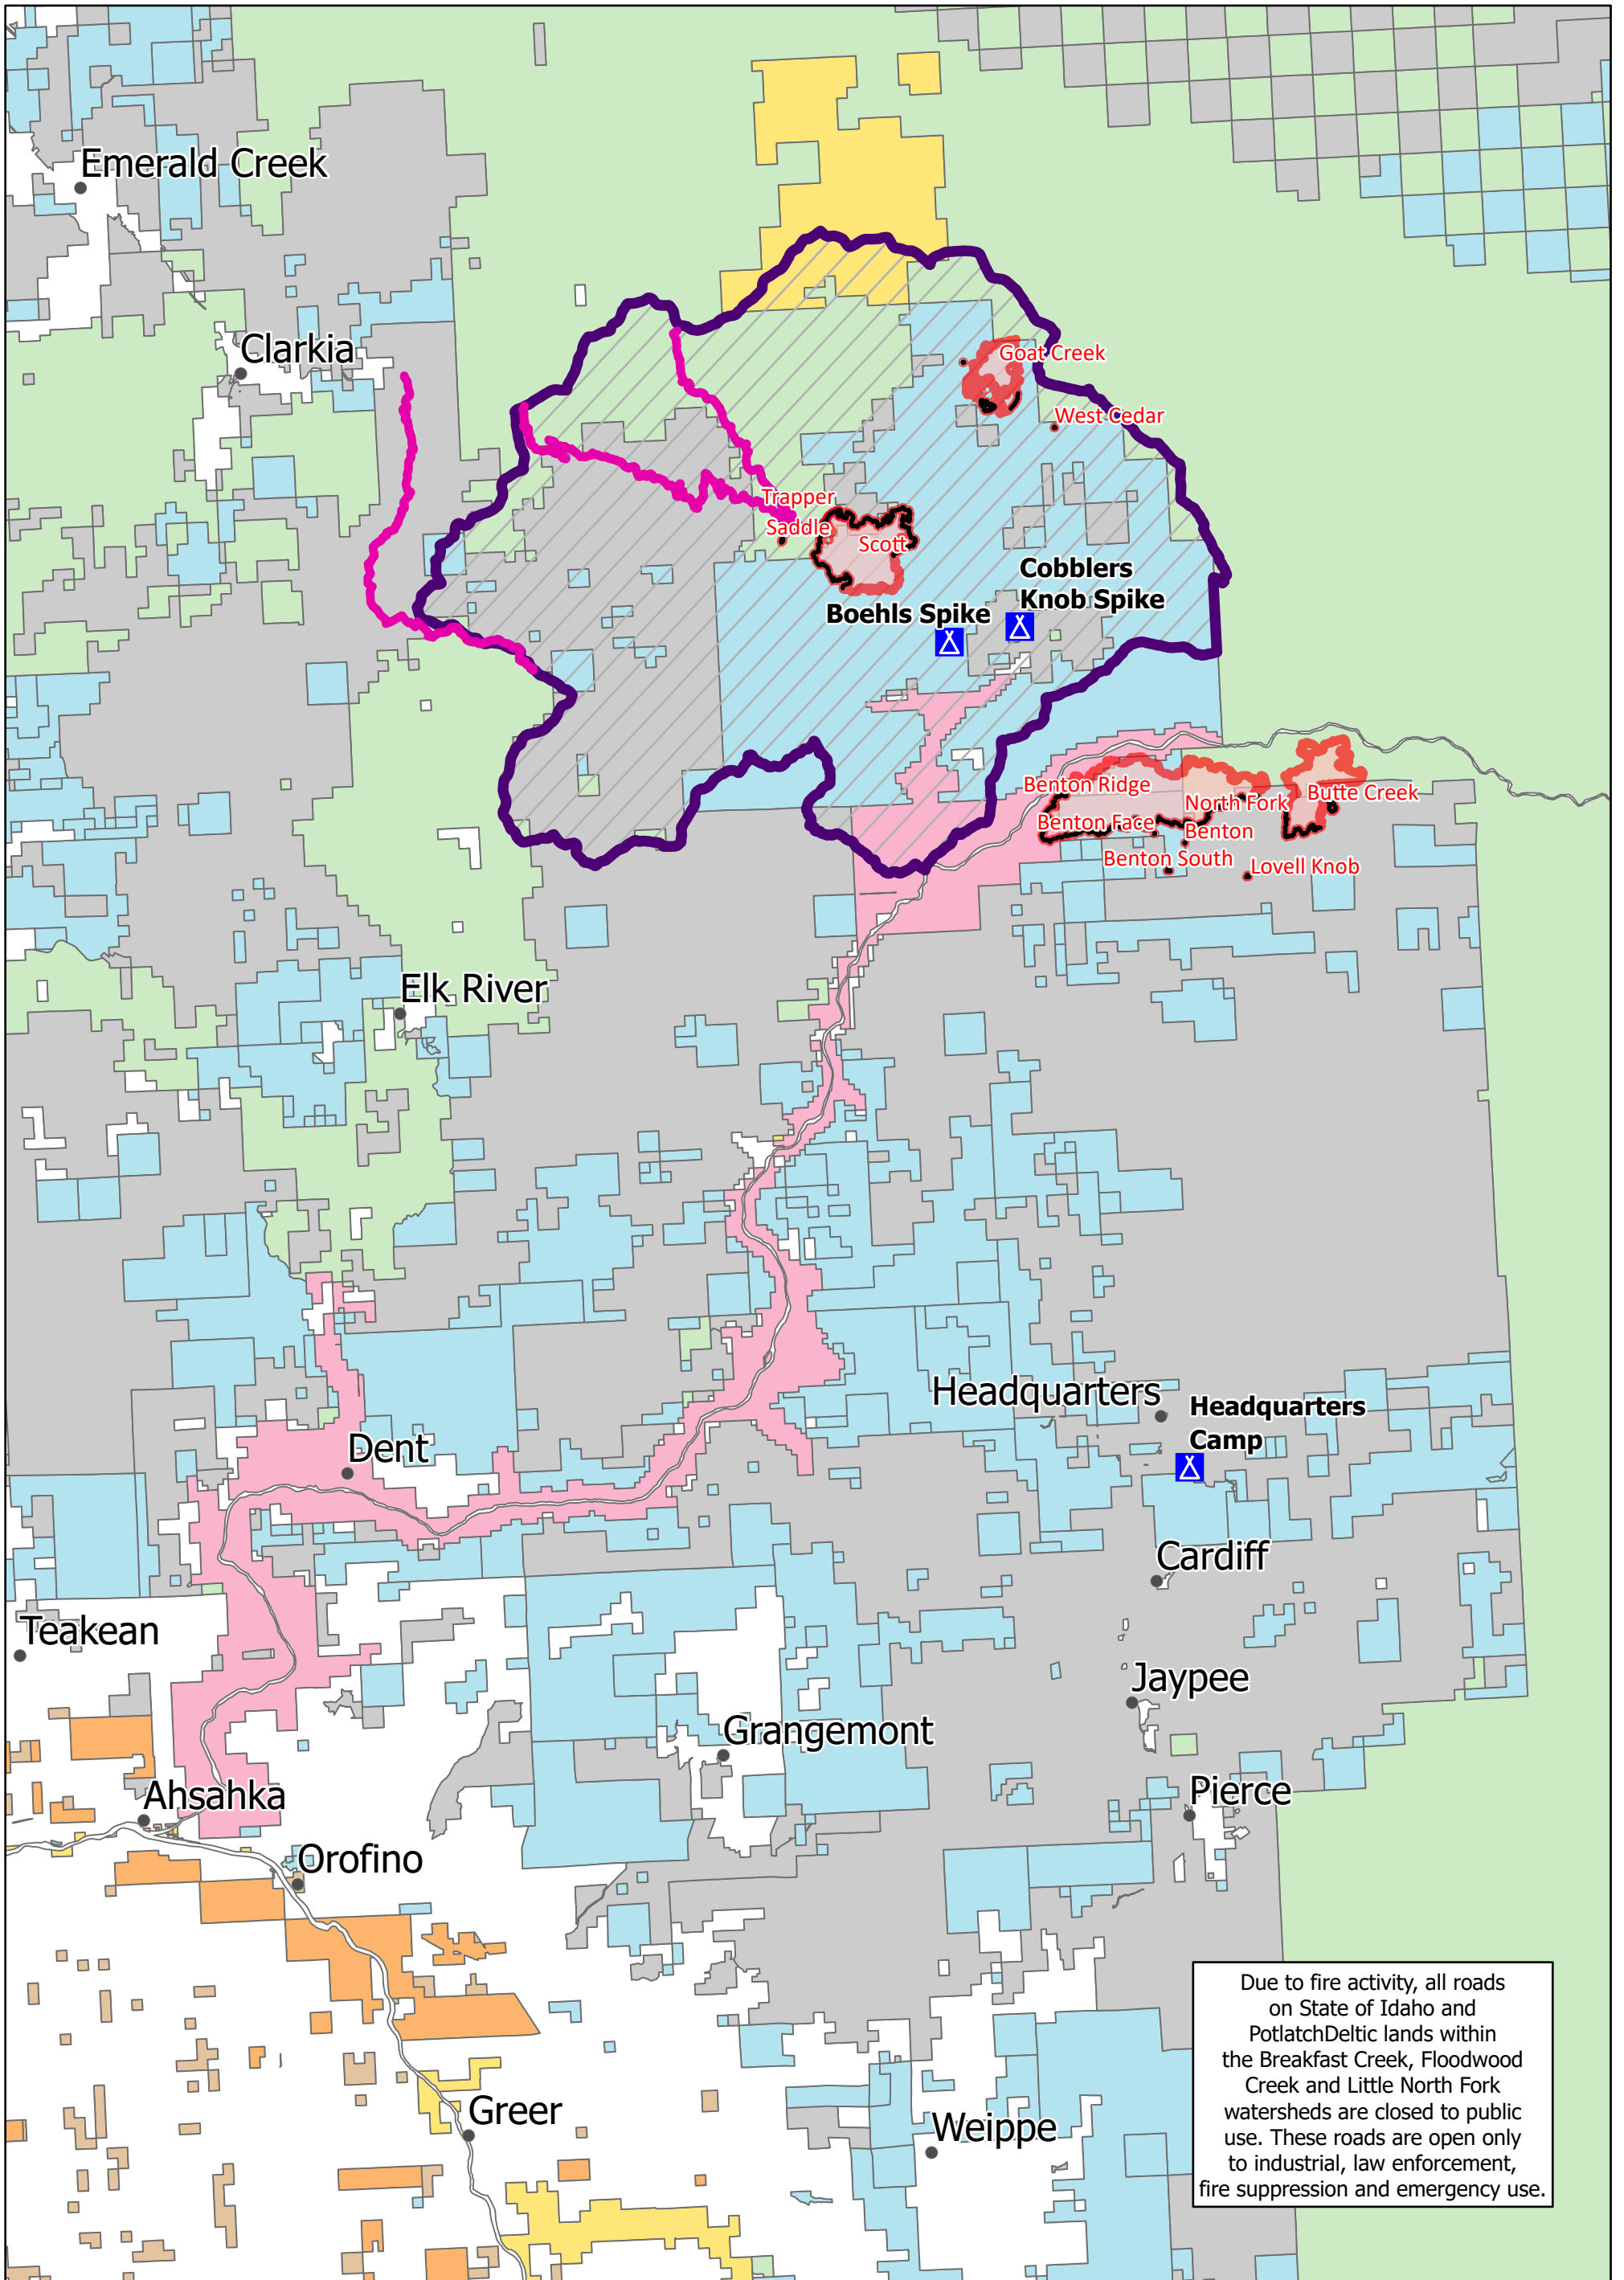 Emerald Creek
Clarkia
Goat Creek
West Cedar
Trapper
Saddle
Scott
Cobblers
Knob Spike
Boehls Spike
Benton Ridge
North Fork
Butte Creek
Benton Face
Benton
Benton South
Lovell Knob
Elk River
Headquarters
Headquarters
Camp
Dent
Cardiff
Teakean
Jaypee
Grangemont
Pierce
Ahsahka
Orofino
Greer
Weippe
Due to fire activity, all roads
on State of Idaho and
PotlatchDeltic lands within
the Breakfast Creek, Floodwood
Creek and Little North Fork
watersheds are closed to public
use. These roads are open only
to industrial, law enforcement,
fire suppression and emergency use.